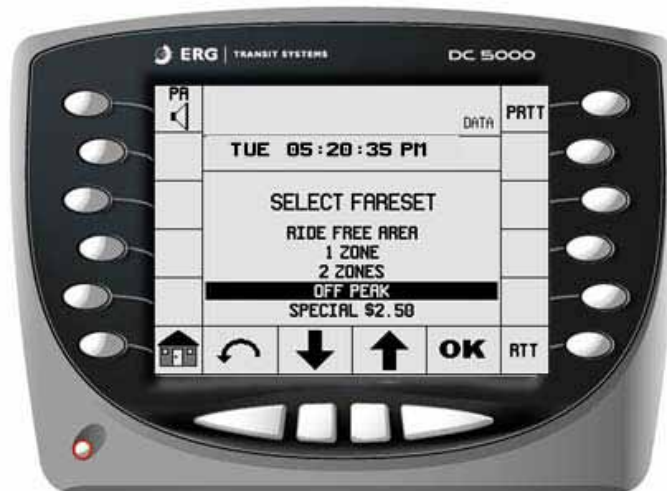 ERG | TRANSIT SYSTEMS DC 5000
PA
DATA
PRTT
TUE 05:20:35 PM
SELECT FARESET
RIDE FREE AREA
1 ZONE
2 ZONES
OFF PEAK
SPECIAL $2.50
OK
RTT